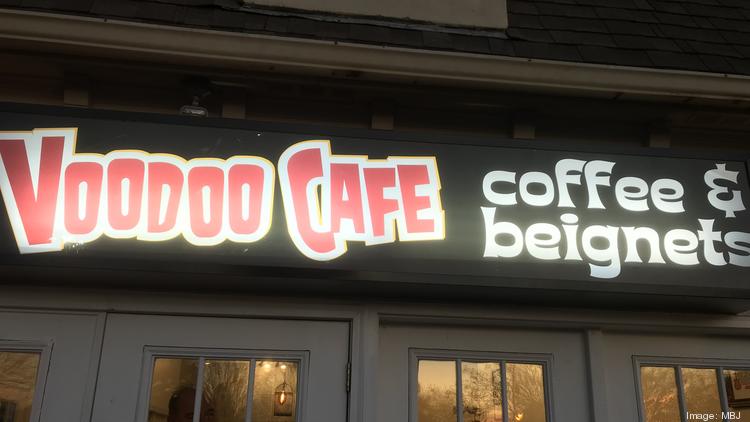 VOODOO CAFE
coffee &
beignets
Image: MBJ